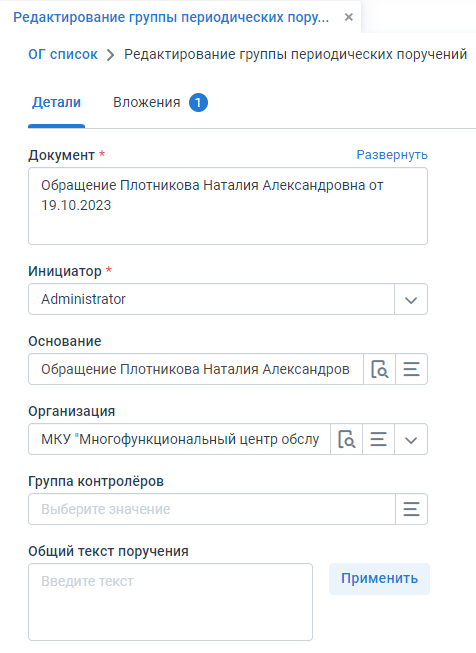 Редактирование группы периодических пору...
ОГ список > Редактирование группы периодических поручений
Детали Вложения 1
Документ * Развернуть
Обращение Плотникова Наталия Александровна от
19.10.2023
Инициатор *
Administrator
Основание
Обращение Плотникова Наталия Александров
Организация
МКУ "Многофункциональный центр обслу
Группа контролёров
Выберите значение
Общий текст поручения
Введите текст Применить